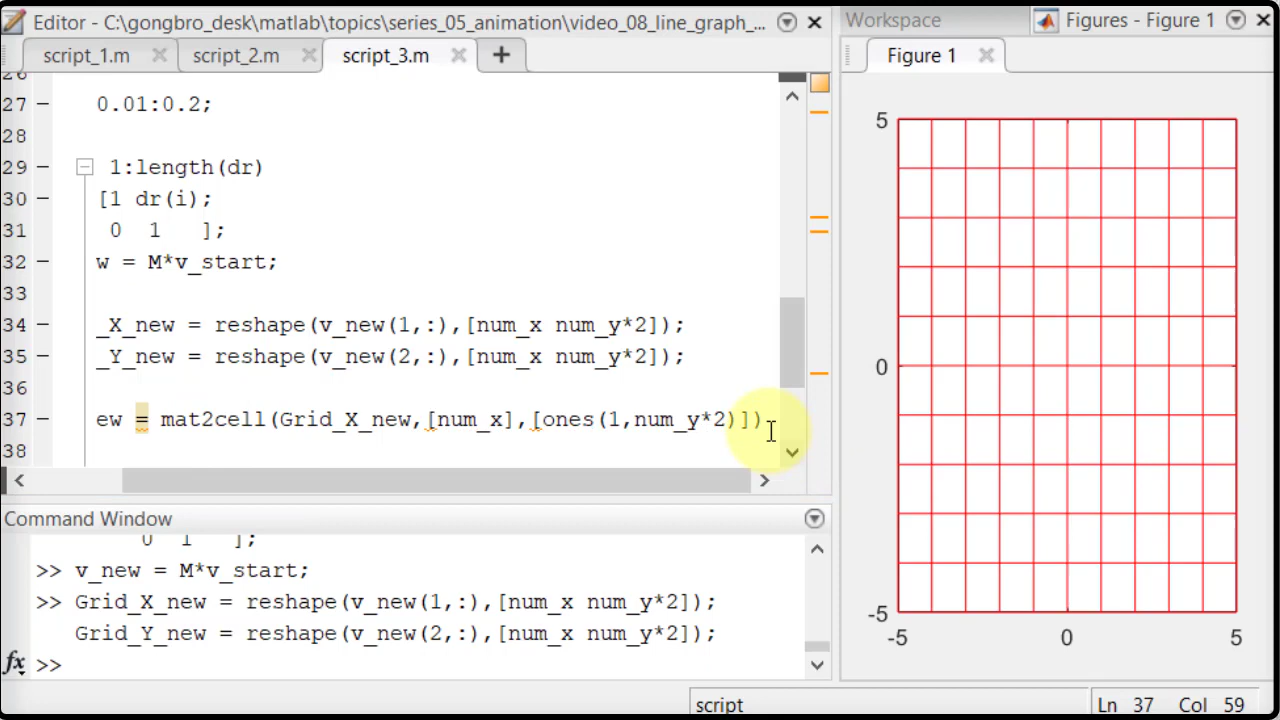 Editor - C:\gongbro_desk\matlab\topics\series_05_animation\video_08_line_graph_...
script_1.m
script_2.m
script_3.m
26
27 0.01:0.2;
28
29 1:length(dr)
30 [1 dr(i);
31 0 1 ];
32 w = M*v_start;
33
34 _X_new = reshape(v_new(1,:),[num_x num_y*2]);
35 _Y_new = reshape(v_new(2,:),[num_x num_y*2]);
36
37 ew = mat2cell(Grid_X_new,[num_x],[ones(1,num_y*2)])
38
Command Window
0 1 ];
>> v_new = M*v_start;
>> Grid_X_new = reshape(v_new(1,:),[num_x num_y*2]);
Grid_Y_new = reshape(v_new(2,:),[num_x num_y*2]);
fx >>
Workspace
Figures - Figure 1
Figure 1
5
0
-5
-5 0 5
script
Ln 37 Col 59